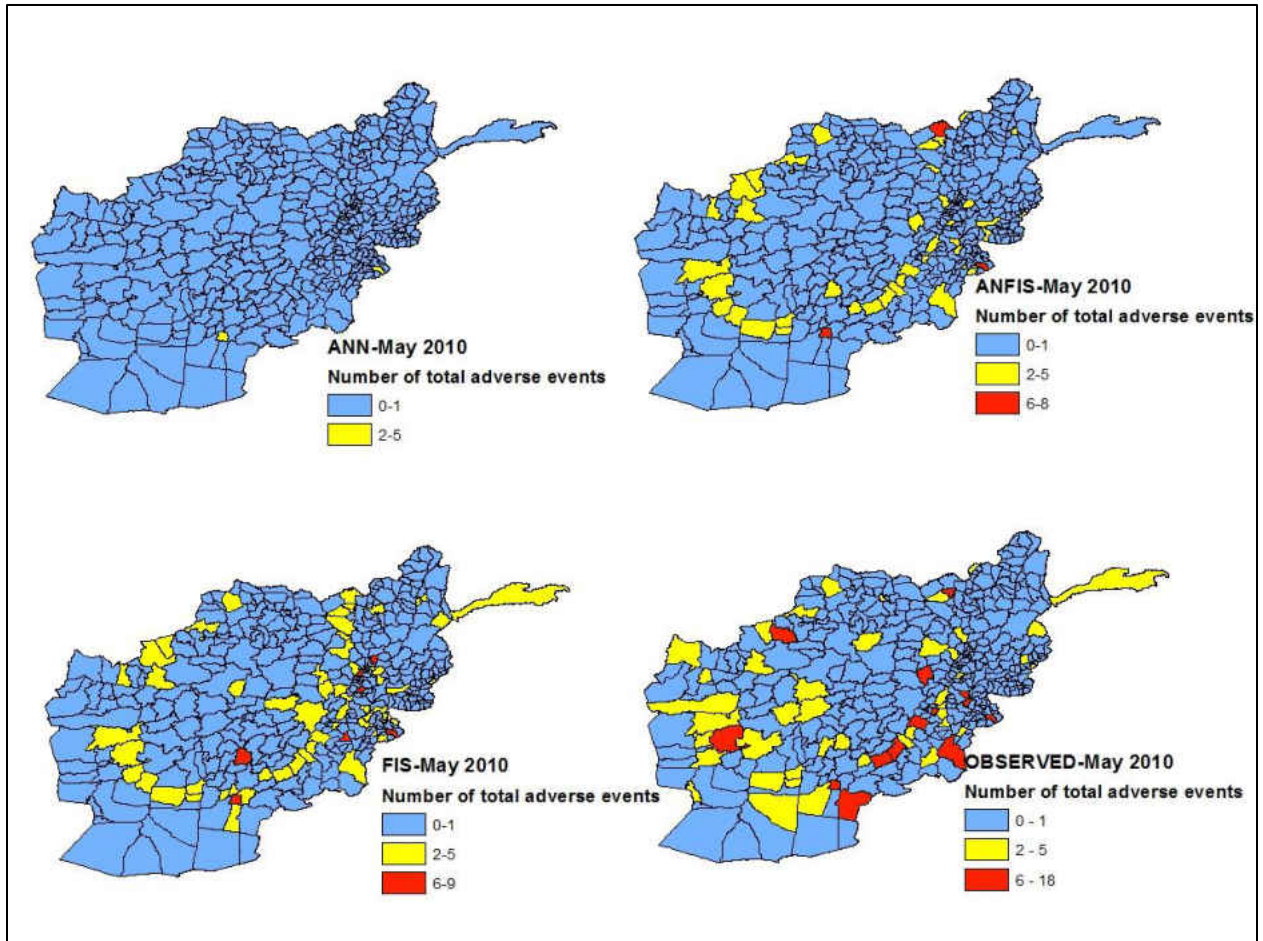 ANN-May 2010
Number of total adverse events
0-1
2-5
ANFIS-May 2010
Number of total adverse events
0-1
2-5
6-8
FIS-May 2010
Number of total adverse events
0-1
2-5
6-9
OBSERVED-May 2010
Number of total adverse events
0 - 1
2 - 5
6 - 18